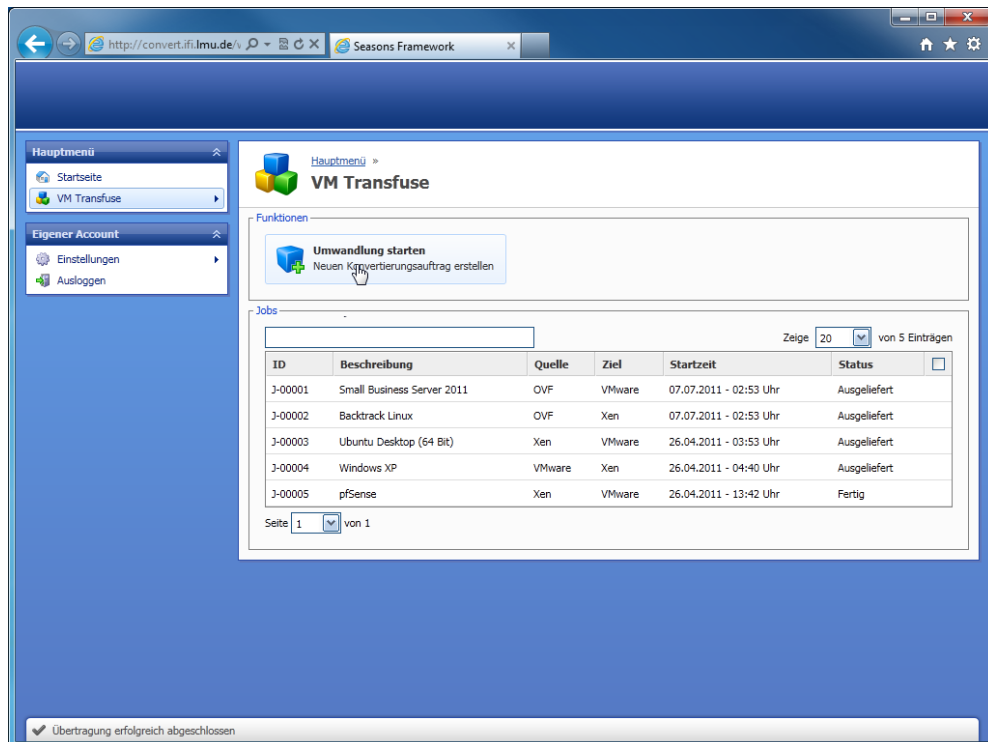 http://convert.ifi.lmu.de/v
Seasons Framework
Hauptmenü
Startseite
VM Transfuse
Eigener Account
Einstellungen
Ausloggen
Hauptmenü »
VM Transfuse
Funktionen
Umwandlung starten
Neuen Konvertierungsauftrag erstellen
Jobs
Zeige 20 von 5 Einträgen
ID Beschreibung Quelle Ziel Startzeit Status
J-00001 Small Business Server 2011 OVF VMware 07.07.2011 - 02:53 Uhr Ausgeliefert
J-00002 Backtrack Linux OVF Xen 07.07.2011 - 02:53 Uhr Ausgeliefert
J-00003 Ubuntu Desktop (64 Bit) Xen VMware 26.04.2011 - 03:53 Uhr Ausgeliefert
J-00004 Windows XP VMware Xen 26.04.2011 - 04:40 Uhr Ausgeliefert
J-00005 pfSense Xen VMware 26.04.2011 - 13:42 Uhr Fertig
Seite 1 von 1
Übertragung erfolgreich abgeschlossen